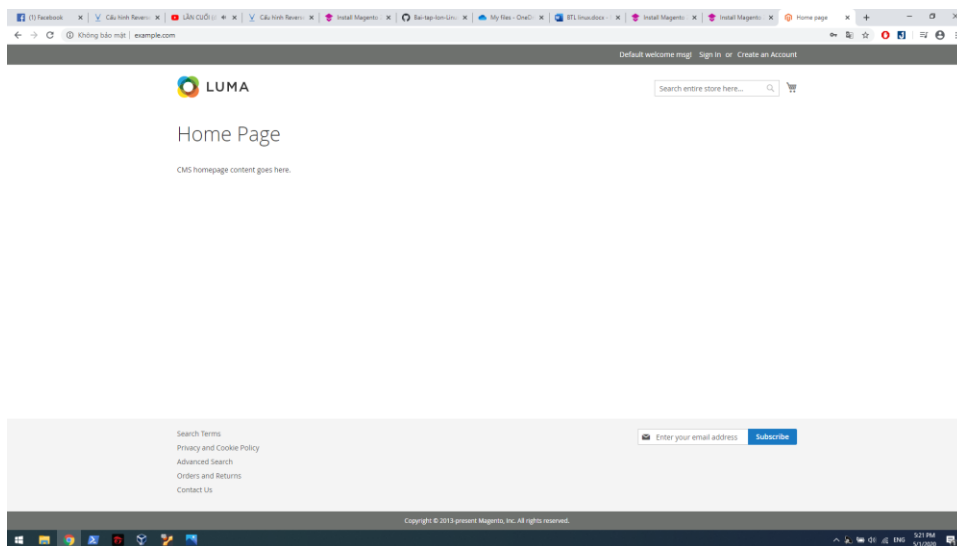 (1) Facebook
Cấu hình Revers
LẦN CUỐI (
Cấu hình Revers
Install Magento
Bai-tap-lon-Linu
My files - OneD
BTL linux.docx
Install Magento
Install Magento
Home page
Không bảo mật | example.com
Default welcome msg! Sign In or Create an Account
LUMA
Search entire store here...
Home Page
CMS homepage content goes here.
Search Terms
Privacy and Cookie Policy
Advanced Search
Orders and Returns
Contact Us
Enter your email address Subscribe
Copyright © 2013-present Magento, Inc. All rights reserved.
ENG
5:21 PM
5/1/2020